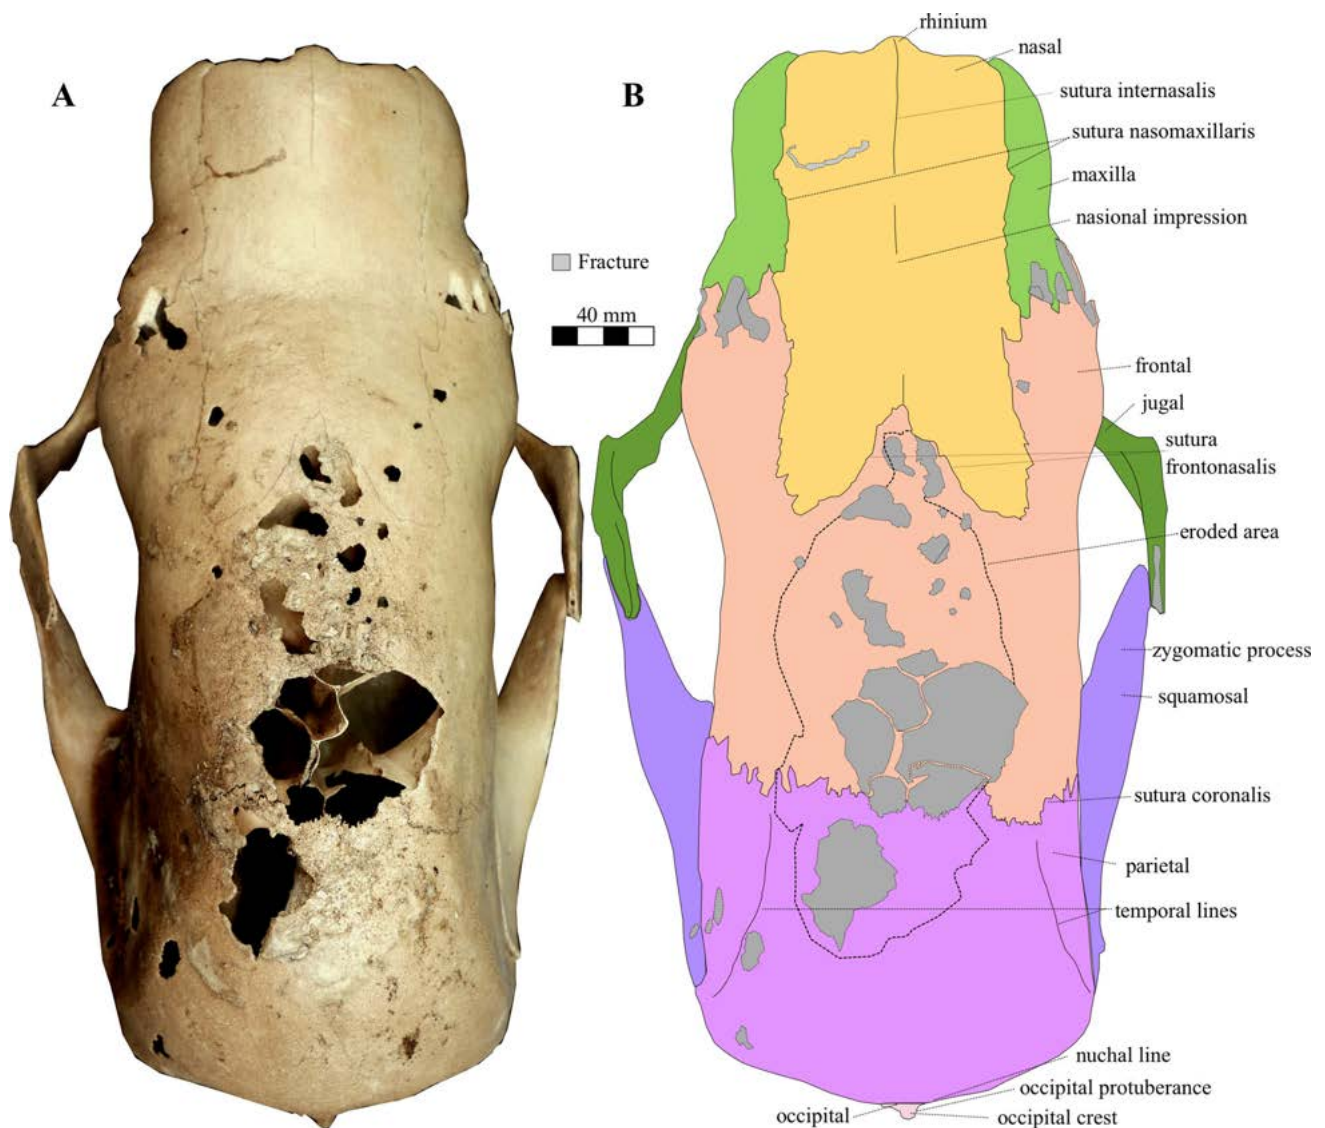 rhinium
nasal
A
B
sutura internasalis
sutura nasomaxillaris
maxilla
nasional impression
Fracture
40 mm
frontal
jugal
sutura
frontonasalis
eroded area
zygomatic process
squamosal
sutura coronalis
parietal
temporal lines
nuchal line
occipital protuberance
occipital
occipital crest